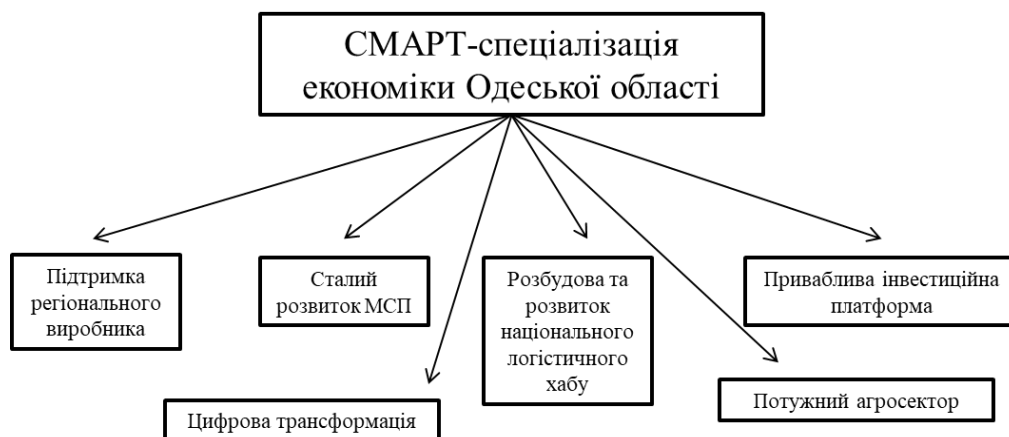 СМАРТ-спеціалізація
економіки Одеської області
Підтримка
регіонального
виробника
Сталий
розвиток МСП
Розбудова та
розвиток
національного
логістичного
хабу
Приваблива інвестиційна
платформа
Цифрова трансформація
Потужний агросектор